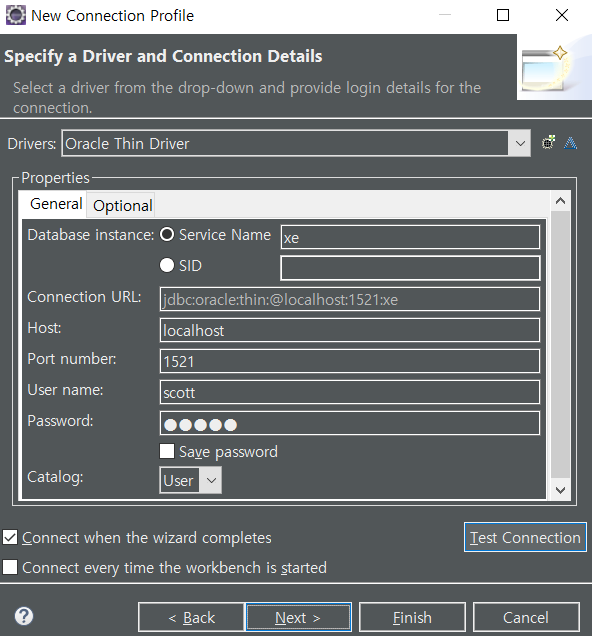 New Connection Profile
Specify a Driver and Connection Details
Select a driver from the drop-down and provide login details for the
connection.
Drivers: Oracle Thin Driver
Properties
General Optional
Database instance: Service Name xe
SID
Connection URL: jdbc:oracle:thin:@localhost:1521:xe
Host: localhost
Port number: 1521
User name: scott
Password: ●●●●●
Save password
Catalog: User
Connect when the wizard completes Test Connection
Connect every time the workbench is started
? < Back Next > Finish Cancel